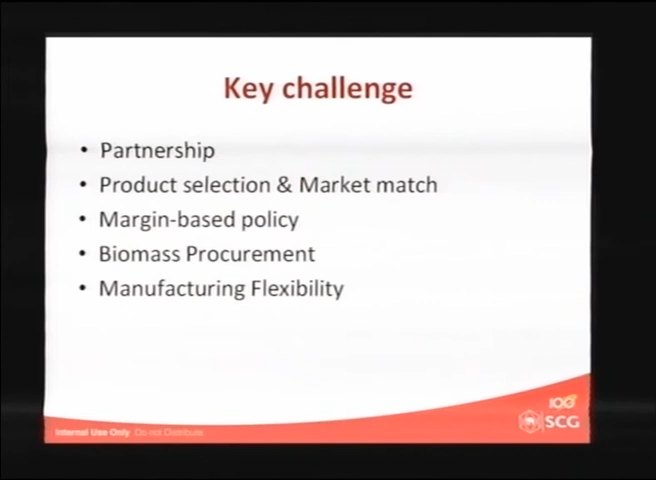 Key challenge
• Partnership
• Product selection & Market match
• Margin-based policy
• Biomass Procurement
• Manufacturing Flexibility
100
SCG
Internal Use Only Do not Distribute